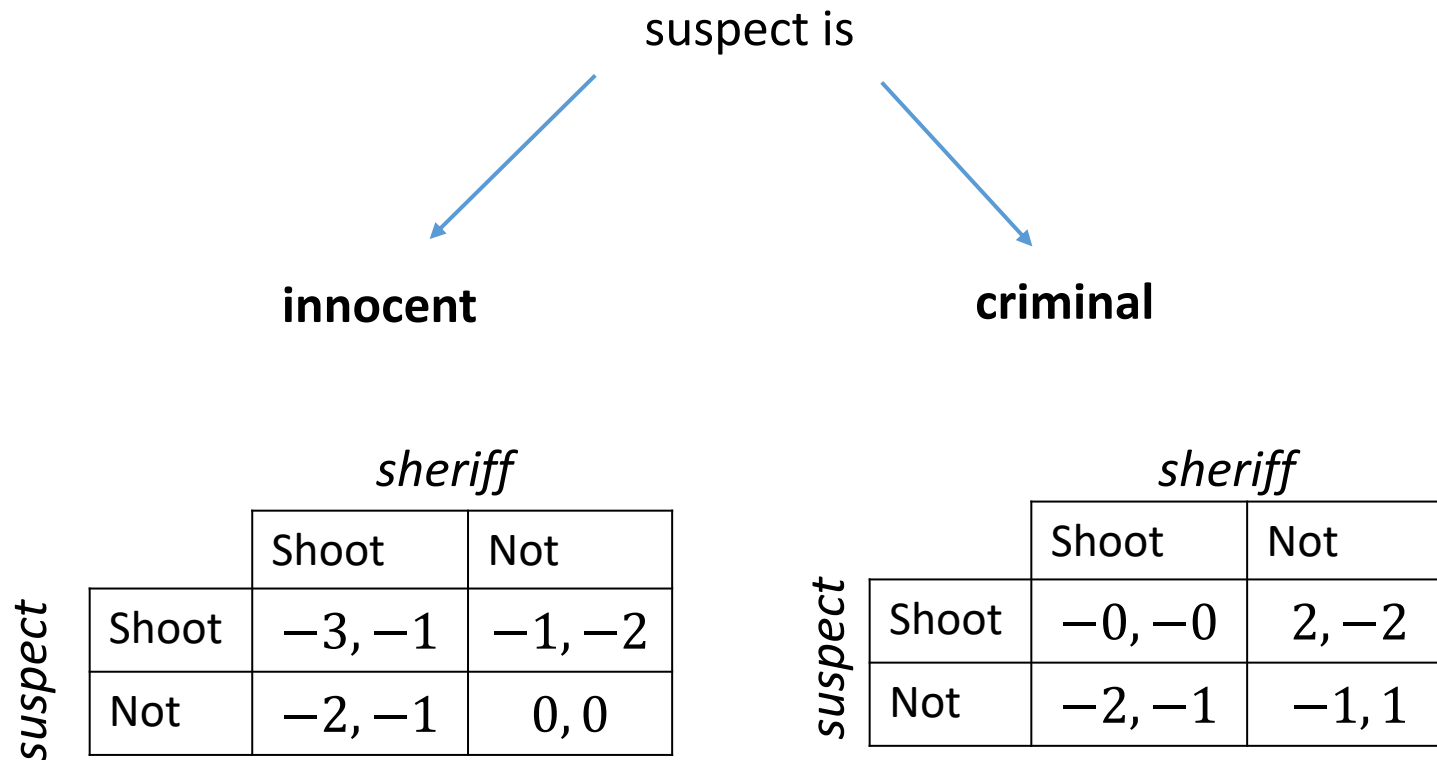 suspect is
innocent
criminal
sheriff
Shoot Not
suspect
Shoot −3, −1 −1, −2
Not −2, −1 0, 0
sheriff
Shoot Not
suspect
Shoot −0, −0 2, −2
Not −2, −1 −1, 1